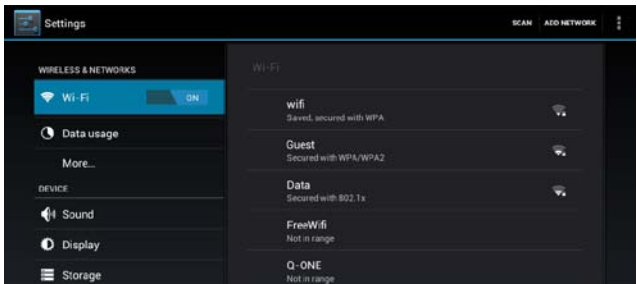 Settings
SCAN ADD NETWORK
WIRELESS & NETWORKS
Wi-Fi ON
Data usage
More...
DEVICE
Sound
Display
Storage
Wi-Fi
wifi
Saved, secured with WPA
Guest
Secured with WPA/WPA2
Data
Secured with 802.1x
FreeWifi
Not in range
Q-ONE
Not in range